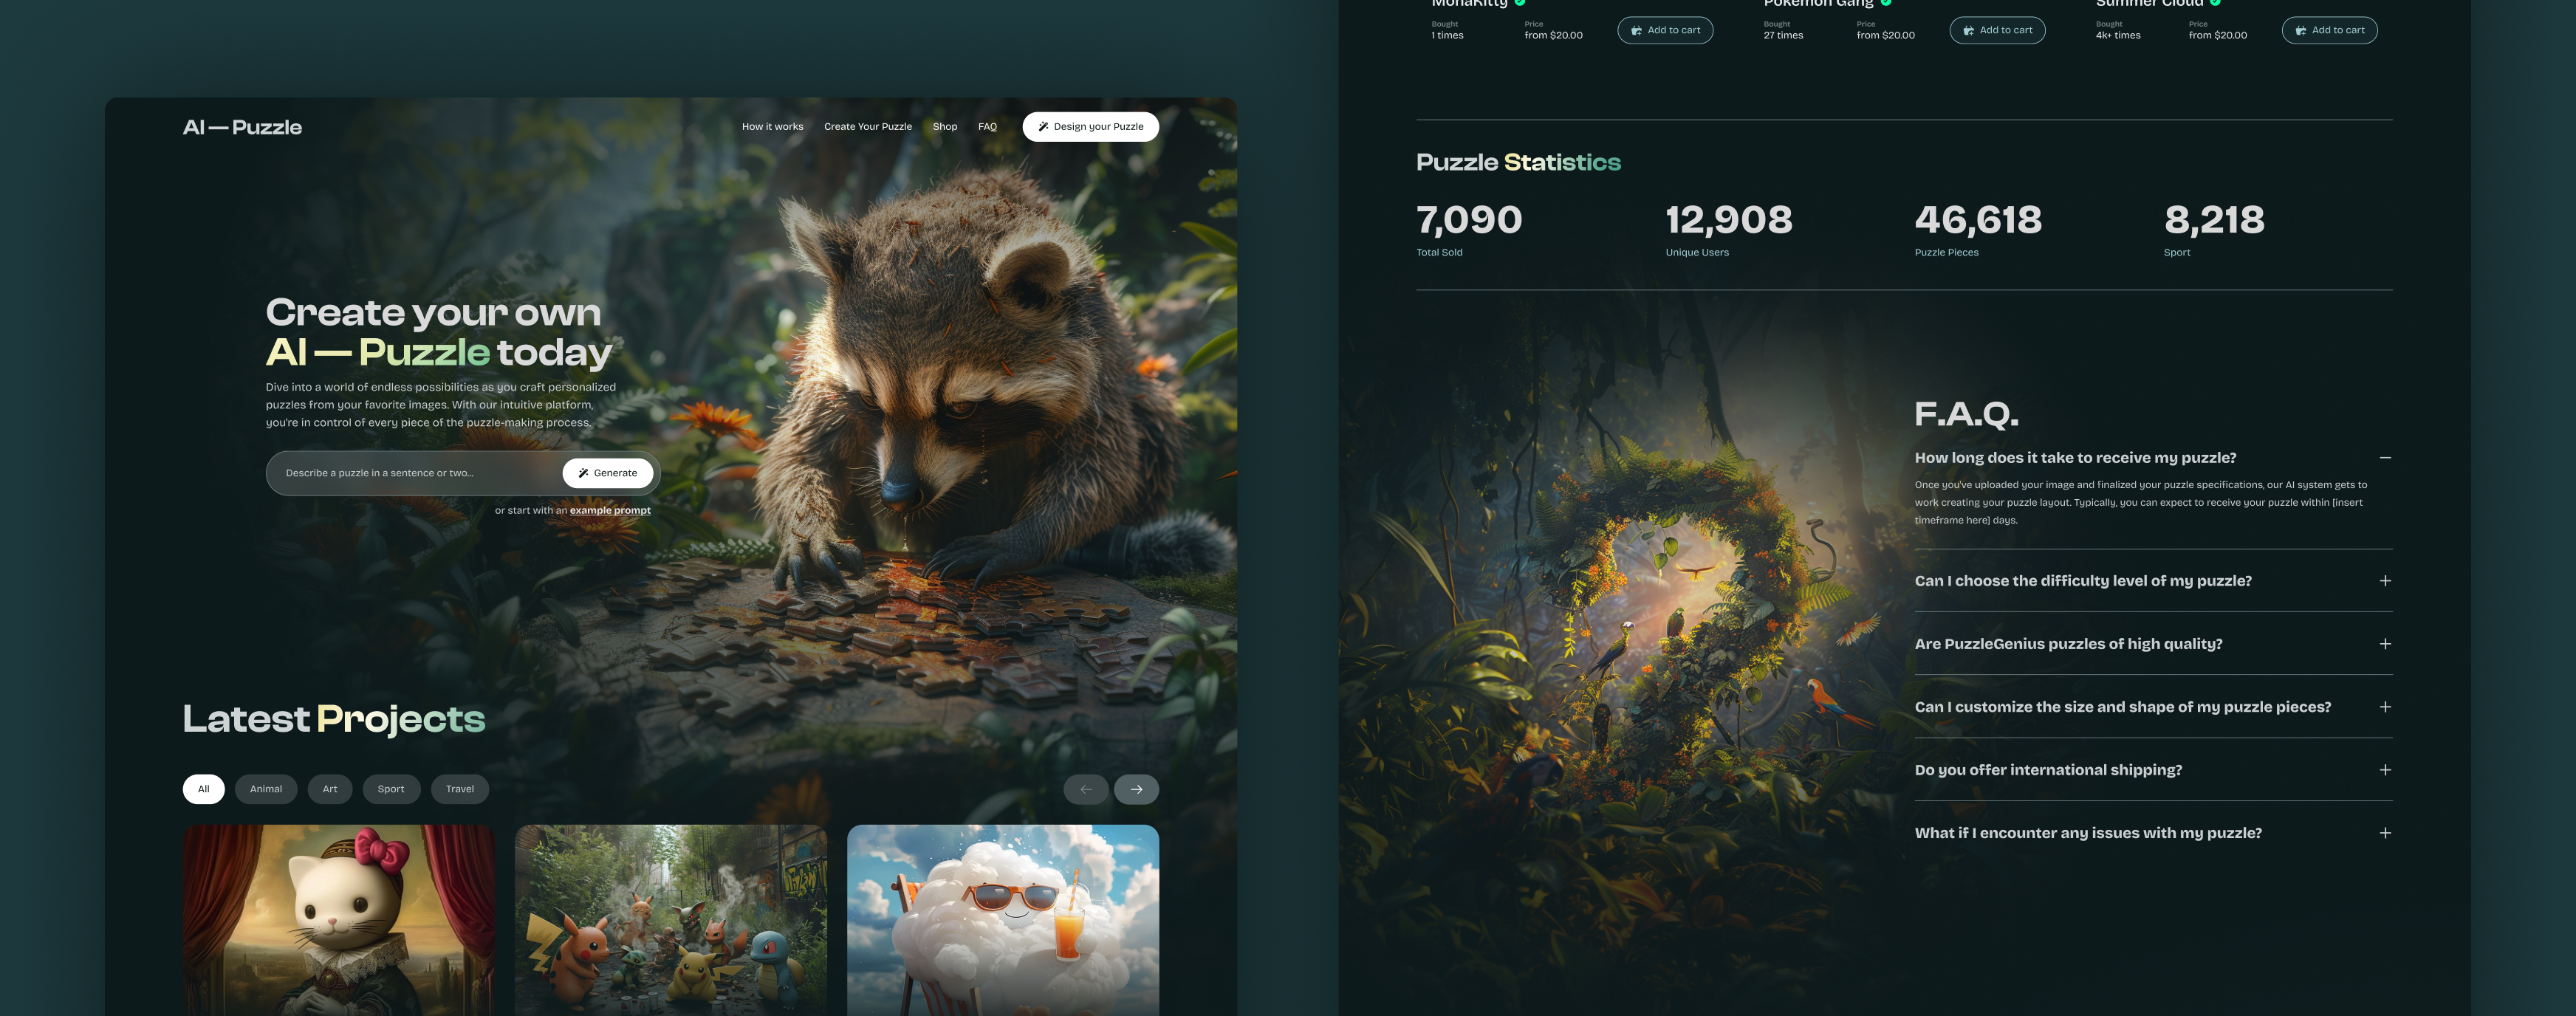 AI — Puzzle
How it works
Create Your Puzzle
Shop
FAQ
Design your Puzzle
Create your own
AI — Puzzle today
Dive into a world of endless possibilities as you craft personalized
puzzles from your favorite images. With our intuitive platform,
you're in control of every piece of the puzzle-making process.
Describe a puzzle in a sentence or two...
Generate
or start with an example prompt
Latest Projects
All
Animal
Art
Sport
Travel
MonaKitty
Bought
1 times
Price
from $20.00
Add to cart
Pokemon Gang
Bought
27 times
Price
from $20.00
Add to cart
Summer Cloud
Bought
4k+ times
Price
from $20.00
Add to cart
Puzzle Statistics
7,090
Total Sold
12,908
Unique Users
46,618
Puzzle Pieces
8,218
Sport
F.A.Q.
How long does it take to receive my puzzle?
Once you've uploaded your image and finalized your puzzle specifications, our AI system gets to
work creating your puzzle layout. Typically, you can expect to receive your puzzle within [insert
timeframe here] days.
Can I choose the difficulty level of my puzzle?
Are PuzzleGenius puzzles of high quality?
Can I customize the size and shape of my puzzle pieces?
Do you offer international shipping?
What if I encounter any issues with my puzzle?